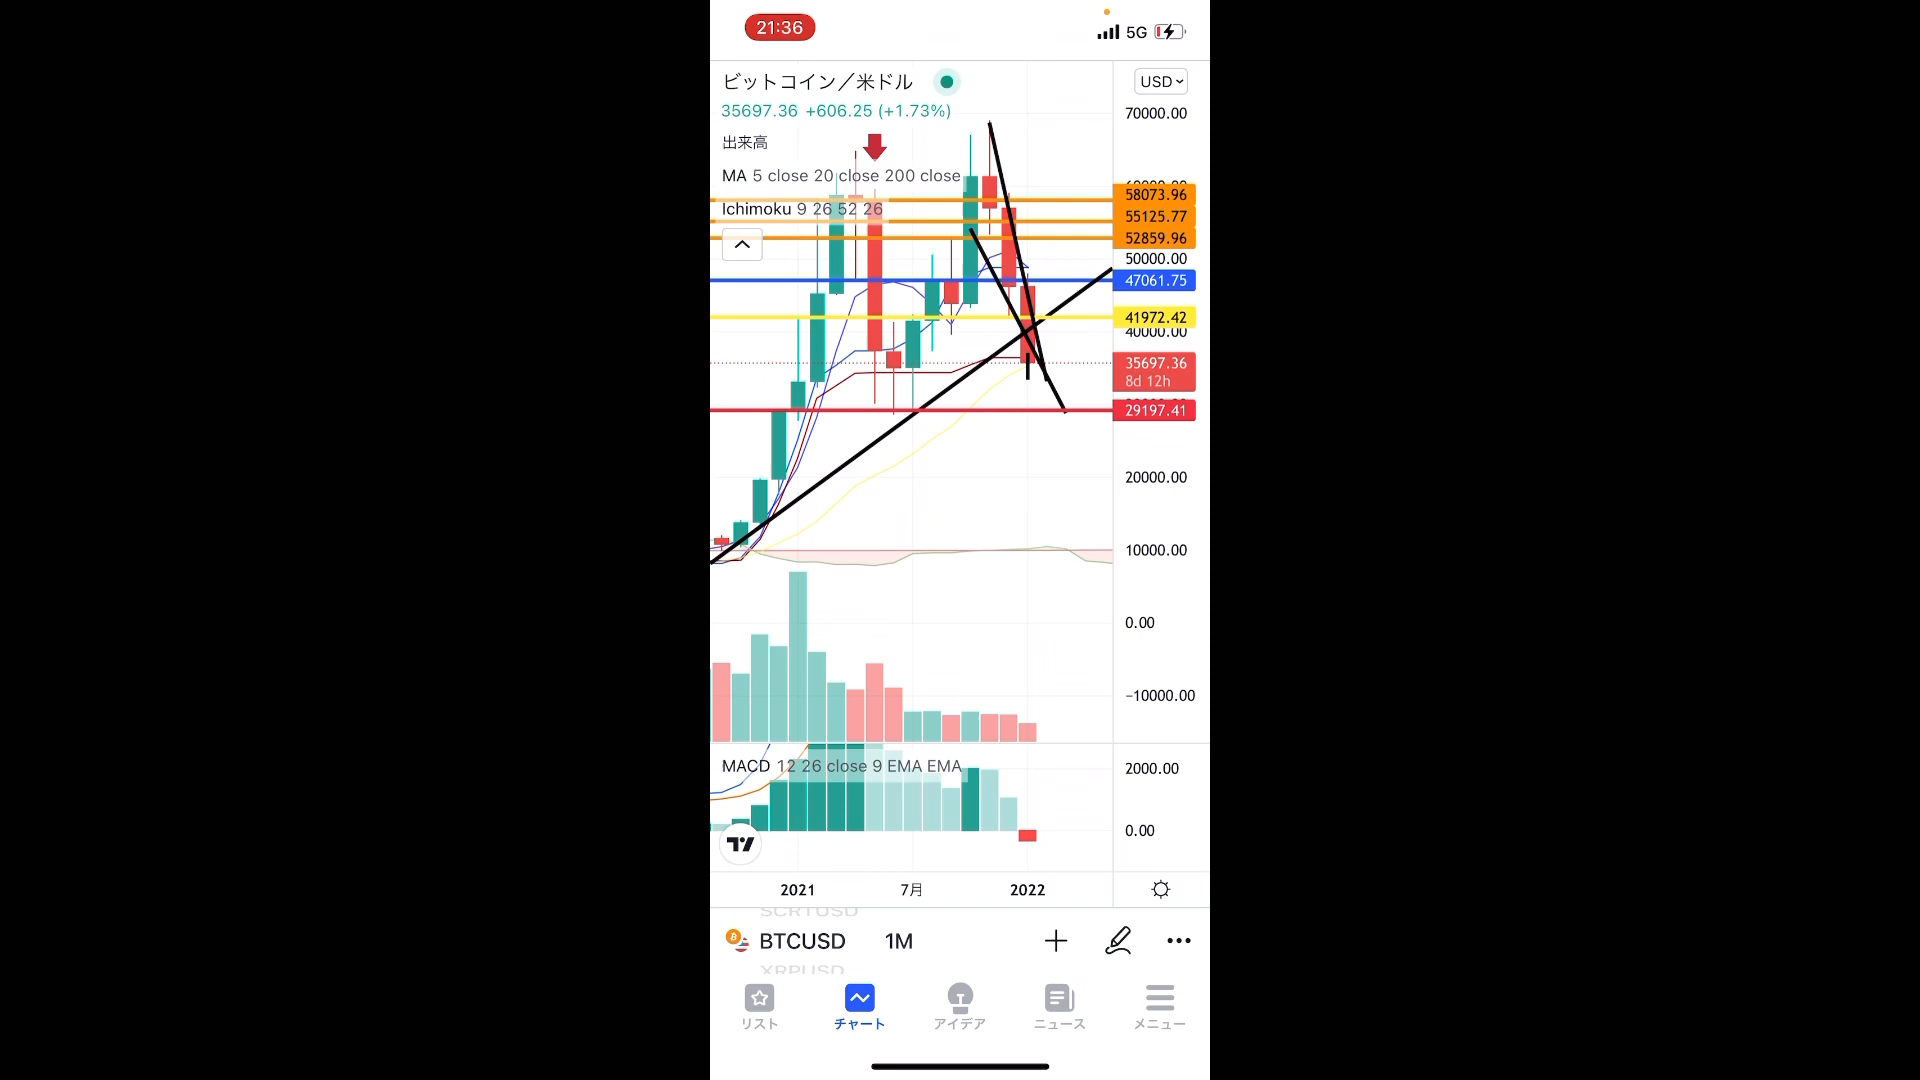 21:36
5G
ビットコイン／米ドル
USD
35697.36 +606.25 (+1.73%)
70000.00
出来高
MA 5 close 20 close 200 close
58073.96
Ichimoku 9 26 52 26
55125.77
52859.96
50000.00
47061.75
41972.42
40000.00
35697.36
8d 12h
29197.41
20000.00
10000.00
0.00
−10000.00
MACD 12 26 close 9 EMA EMA
2000.00
0.00
2021
7月
2022
SCRTUSD
BTCUSD
1M
XRPUSD
リスト
チャート
アイデア
ニュース
メニュー